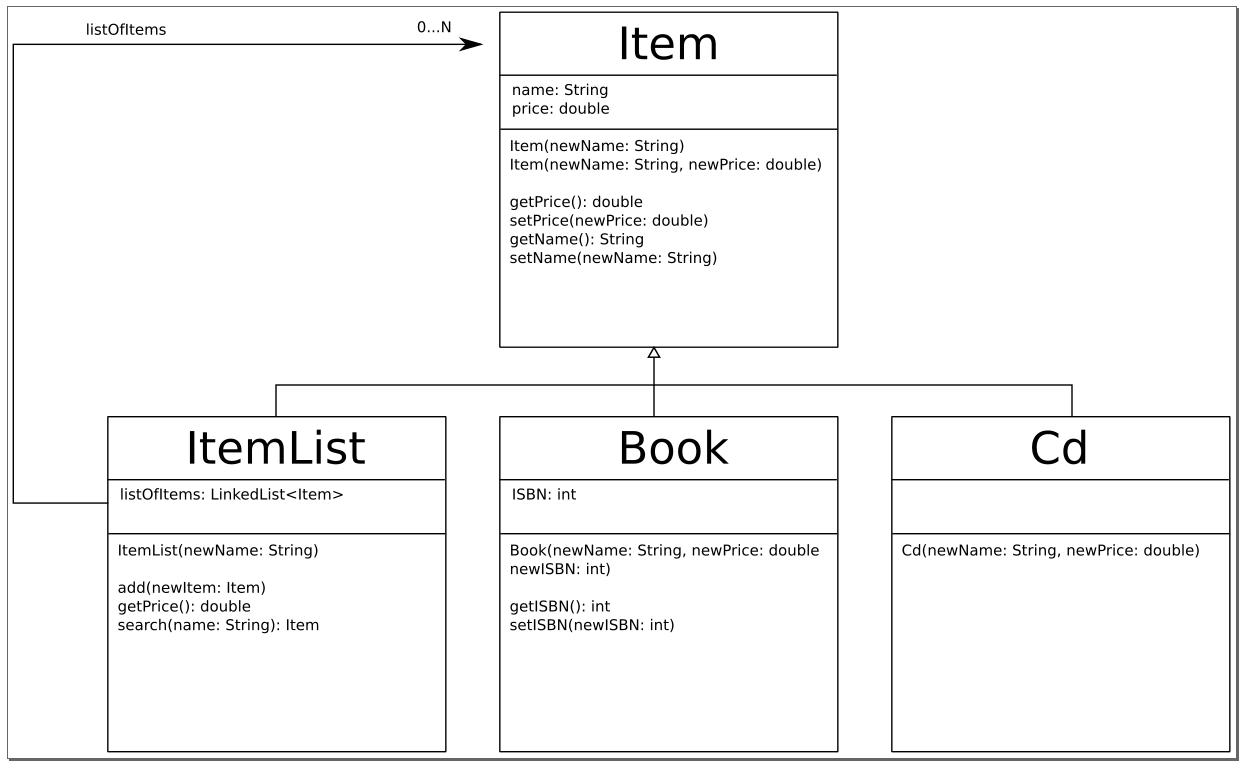 listOfItems
0...N
Item
name: String
price: double
Item(newName: String)
Item(newName: String, newPrice: double)
getPrice(): double
setPrice(newPrice: double)
getName(): String
setName(newName: String)
ItemList
listOfItems: LinkedList<Item>
ItemList(newName: String)
add(newItem: Item)
getPrice(): double
search(name: String): Item
Book
ISBN: int
Book(newName: String, newPrice: double
newISBN: int)
getISBN(): int
setISBN(newISBN: int)
Cd
Cd(newName: String, newPrice: double)